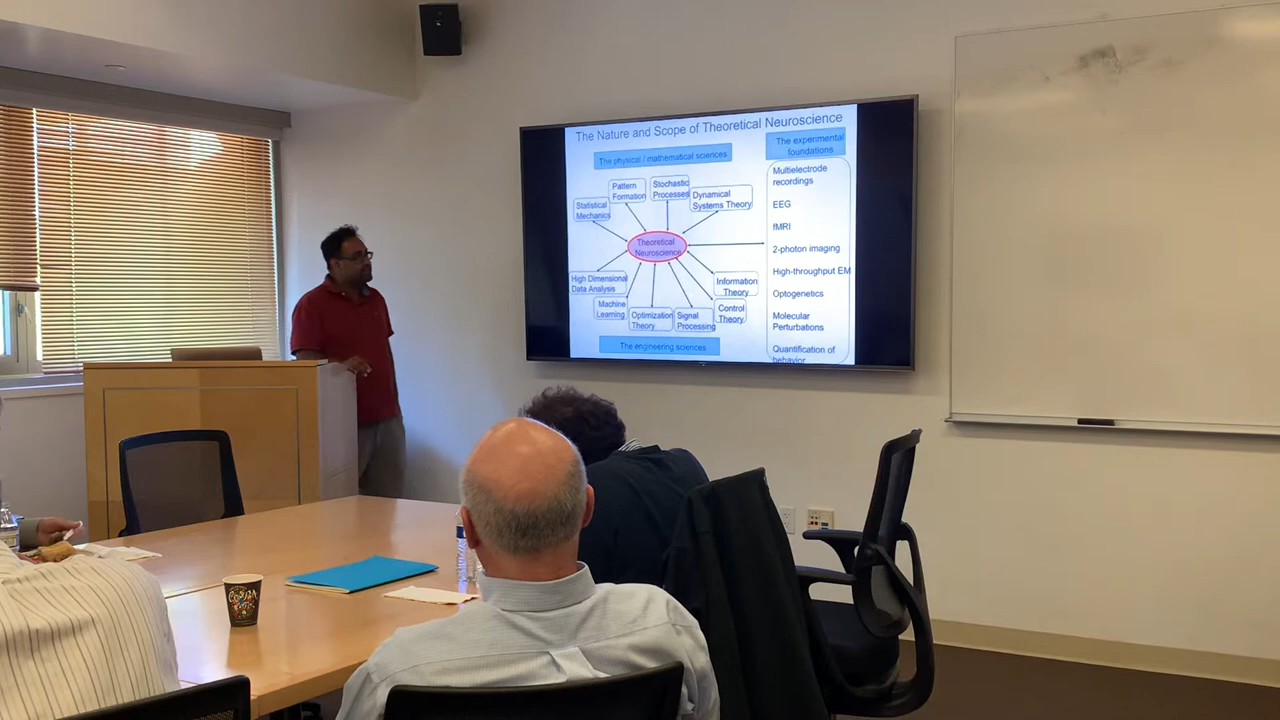 The Nature and Scope of Theoretical Neuroscience
The physical / mathematical sciences
The experimental
foundations
Pattern
Formation
Stochastic
Processes
Dynamical
Systems Theory
Statistical
Mechanics
Theoretical
Neuroscience
High Dimensional
Data Analysis
Machine
Learning
Optimization
Theory
Signal
Processing
Control
Theory
Information
Theory
The engineering sciences
Multielectrode
recordings
EEG
fMRI
2-photon imaging
High-throughput EM
Optogenetics
Molecular
Perturbations
Quantification of
behavior